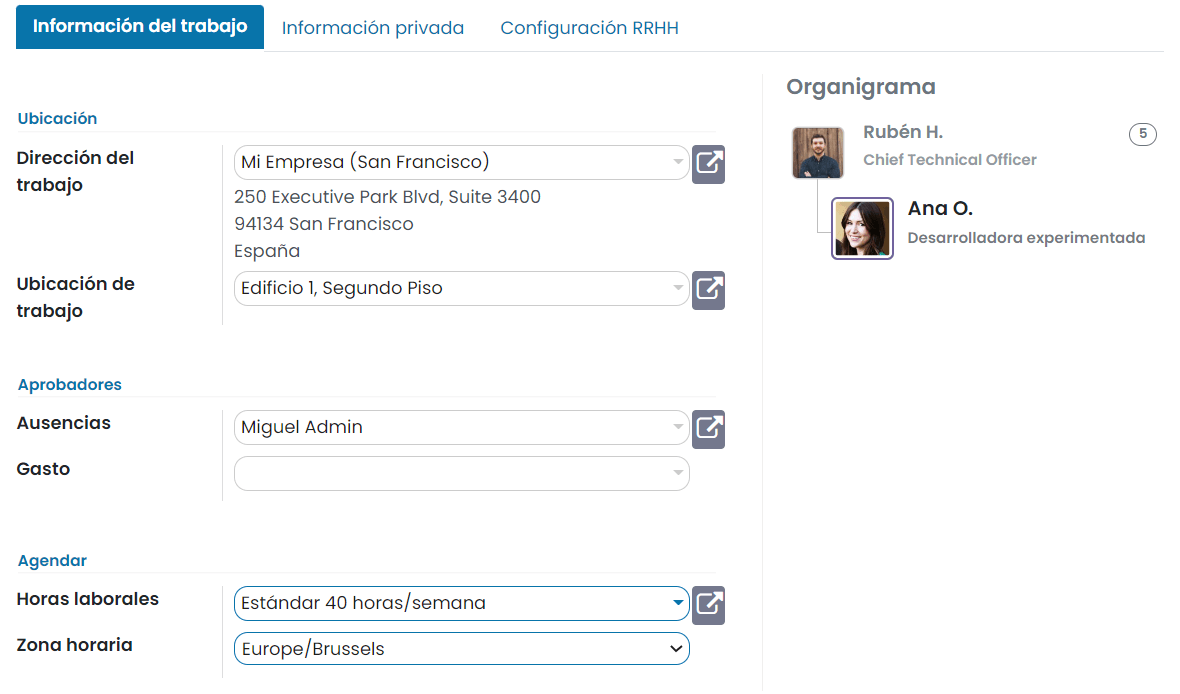 Información del trabajo
Información privada
Configuración RRHH
Ubicación
Dirección del
trabajo
Mi Empresa (San Francisco)
250 Executive Park Blvd, Suite 3400
94134 San Francisco
España
Ubicación de
trabajo
Edificio 1, Segundo Piso
Aprobadores
Ausencias
Miguel Admin
Gasto
Agendar
Horas laborales
Estándar 40 horas/semana
Zona horaria
Europe/Brussels
Organigrama
Rubén H.
5
Chief Technical Officer
Ana O.
Desarrolladora experimentada